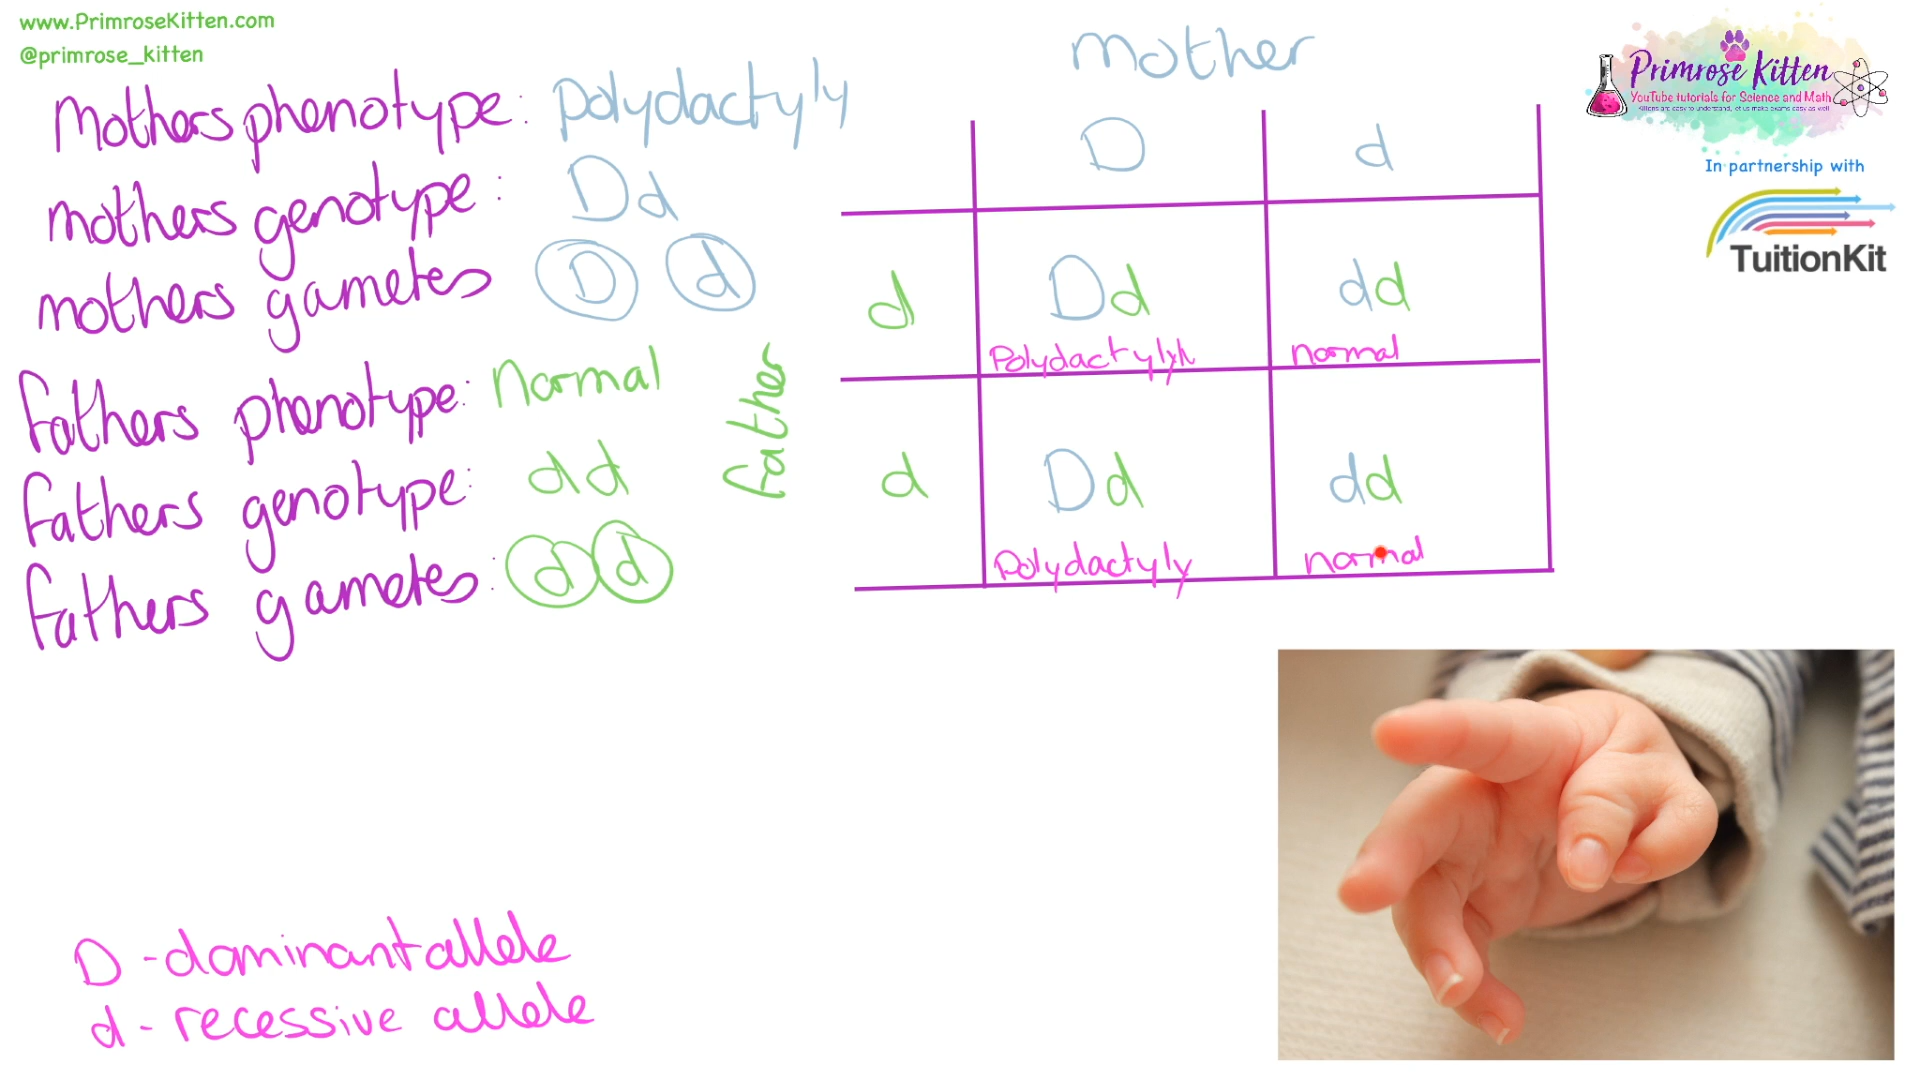 www.PrimroseKitten.com
@primrose_kitten
Mothers phenotype: polydactyly
mothers genotype: Dd
mothers gametes D d
Fathers phenotype: Normal
Fathers genotype: dd
Fathers gametes: d d
mother
D d
Father
d Dd dd
Polydactylyh normal
d Dd dd
Polydactyly normal
D - dominant allele
d - recessive allele
Primrose Kitten
YouTube tutorials for Science and Math
In partnership with
TuitionKit